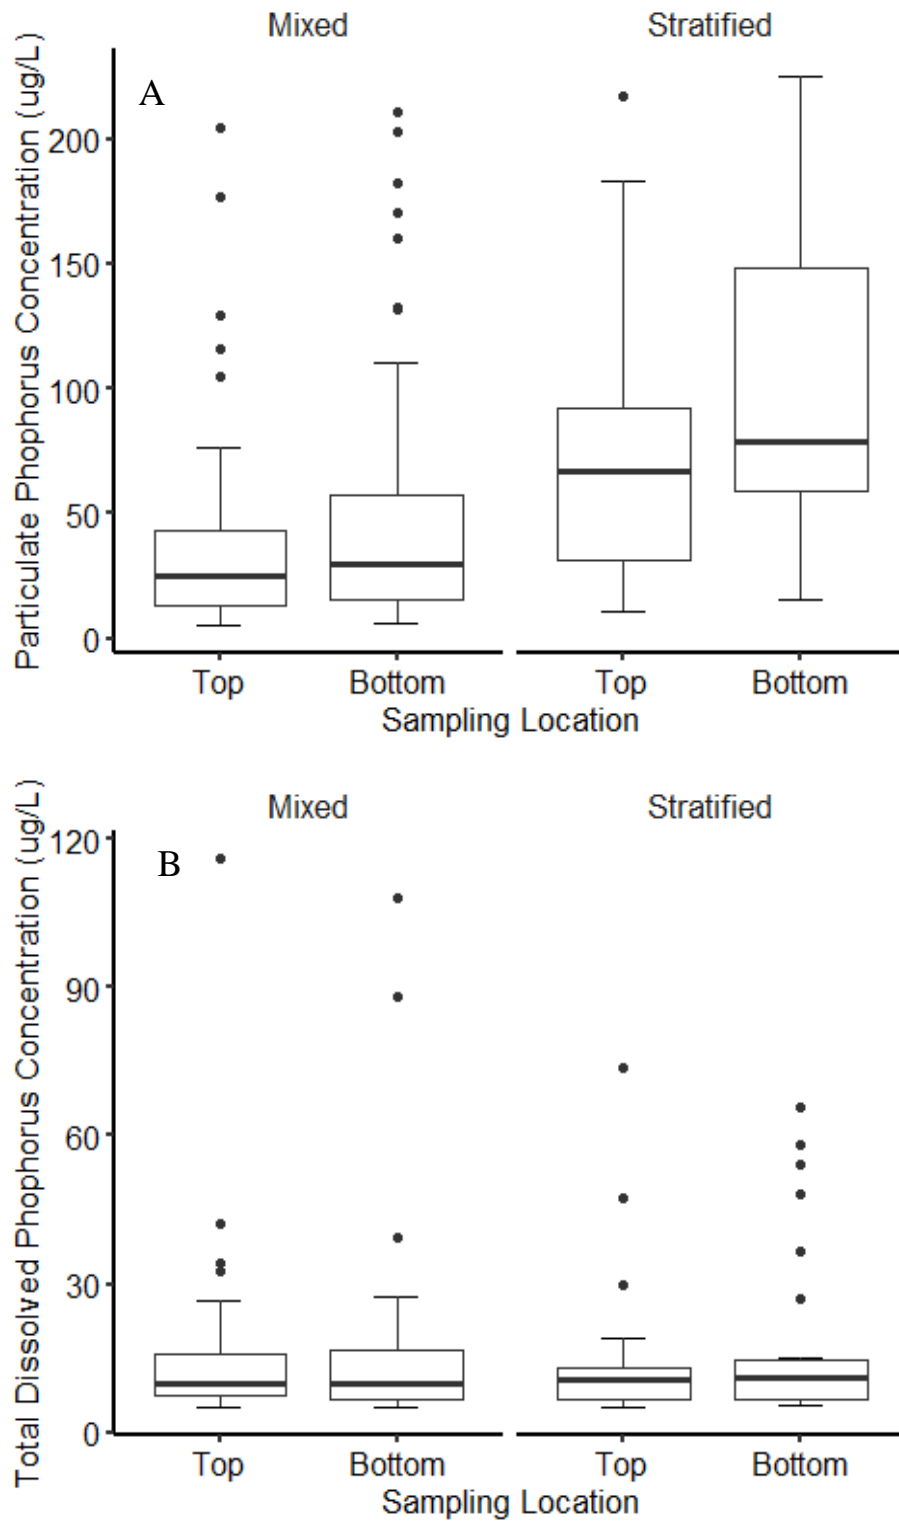 Mixed Stratified
A
Particulate Phophorus Concentration (ug/L)
200
150
100
50
0
Top Bottom Top Bottom
Sampling Location
Mixed Stratified
B
Total Dissolved Phophorus Concentration (ug/L)
120
90
60
30
0
Top Bottom Top Bottom
Sampling Location